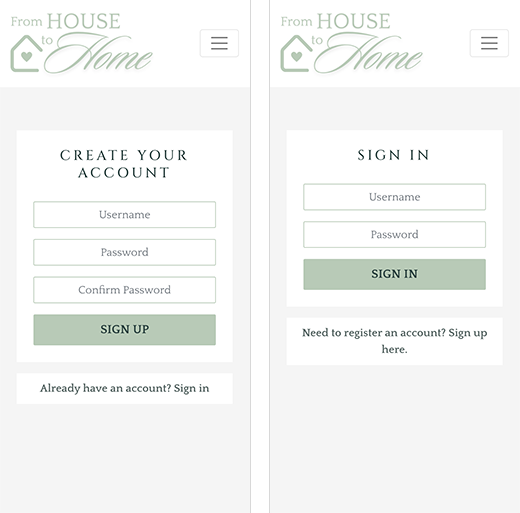 From HOUSE
to Home
CREATE YOUR
ACCOUNT
Username
Password
Confirm Password
SIGN UP
Already have an account? Sign in
From HOUSE
to Home
SIGN IN
Username
Password
SIGN IN
Need to register an account? Sign up
here.